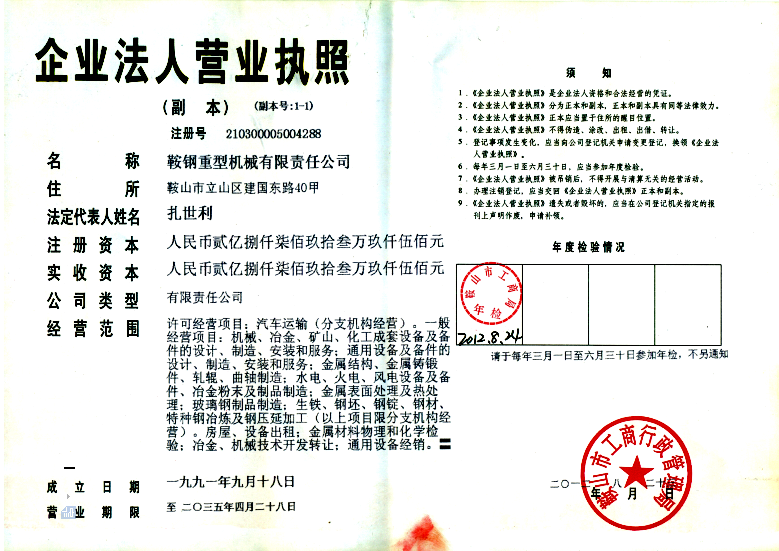 企业法人营业执照
（副 本） （副本号:1-1）
注册号 210300005004288
名 称 鞍钢重型机械有限责任公司
住 所 鞍山市立山区建国东路40甲
法定代表人姓名 扎世利
注 册 资 本 人民币贰亿捌仟柒佰玖拾叁万玖仟伍佰元
实 收 资 本 人民币贰亿捌仟柒佰玖拾叁万玖仟伍佰元
公 司 类 型 有限责任公司
经 营 范 围 许可经营项目：汽车运输（分支机构经营）。一般
经营项目：机械、冶金、矿山、化工成套设备及备
件的设计、制造、安装和服务；通用设备及备件的
设计、制造、安装和服务；金属结构、金属铸锻
件、轧辊、曲轴制造；水电、火电、风电设备及备
件、冶金粉末及制品制造；金属表面处理及热处
理；玻璃钢制品制造；生铁、钢坯、钢锭、钢材、
特种钢冶炼及钢压延加工（以上项目限分支机构经
营）。房屋、设备出租；金属材料物理和化学检
验；冶金、机械技术开发转让；通用设备经销。
成 立 日 期 一九九一年九月十八日
营 业 期 限 至 二〇三五年四月二十八日
须 知
1．《企业法人营业执照》是企业法人资格和合法经营的凭证。
2．《企业法人营业执照》分为正本和副本，正本和副本具有同等法律效力。
3．《企业法人营业执照》正本应当置于住所的醒目位置。
4．《企业法人营业执照》不得伪造、涂改、出租、出借、转让。
5．登记事项发生变化，应当向公司登记机关申请变更登记，换领《企业法
人营业执照》。
6．每年三月一日至六月三十日，应当参加年度检验。
7．《企业法人营业执照》被吊销后，不得开展与清算无关的经营活动。
8．办理注销登记，应当交回《企业法人营业执照》正本和副本。
9．《企业法人营业执照》遗失或者毁坏的，应当在公司登记机关指定的报
刊上声明作废，申请补领。
年度检验情况
鞍山市工商局
年检
2012.8.24
请于每年三月一日至六月三十日参加年检，不另通知
鞍山市工商行政管理局
年 月 日